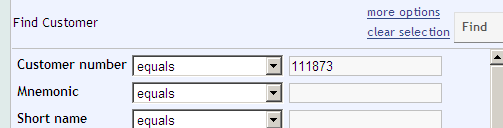 Find Customer
more options
clear selection
Find
Customer number equals 111873
Mnemonic equals
Short name equals